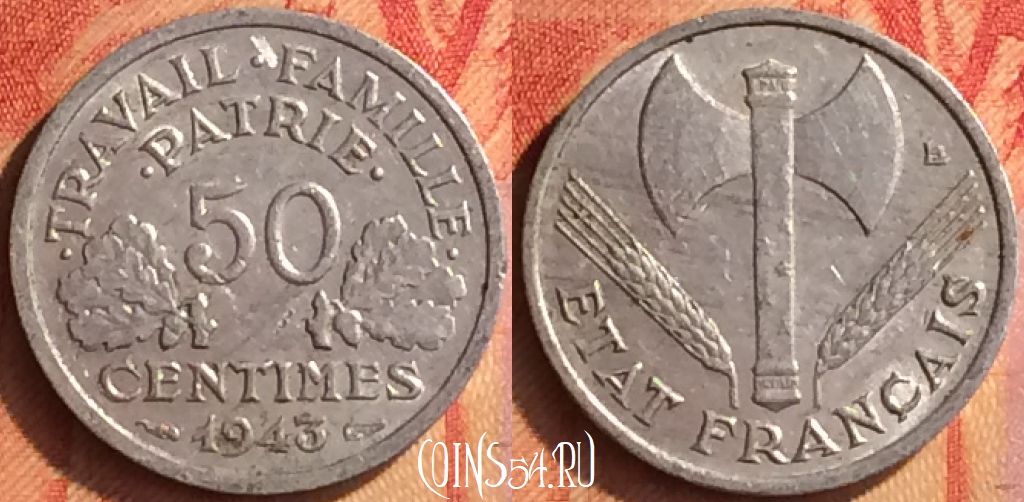 ·TRAVAIL·FAMILLE·
·PATRIE·
50
CENTIMES
1943
ETAT FRANÇAIS
COINS54.RU